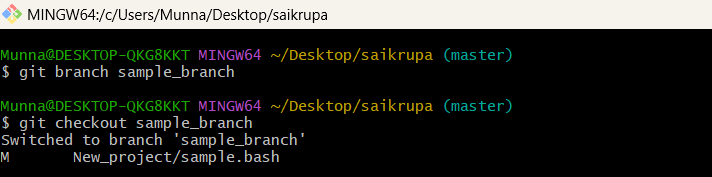 MINGW64:/c/Users/Munna/Desktop/saikrupa
Munna@DESKTOP-QKG8KKT MINGW64 ~/Desktop/saikrupa (master)
$ git branch sample_branch
Munna@DESKTOP-QKG8KKT MINGW64 ~/Desktop/saikrupa (master)
$ git checkout sample_branch
Switched to branch 'sample_branch'
M       New_project/sample.bash